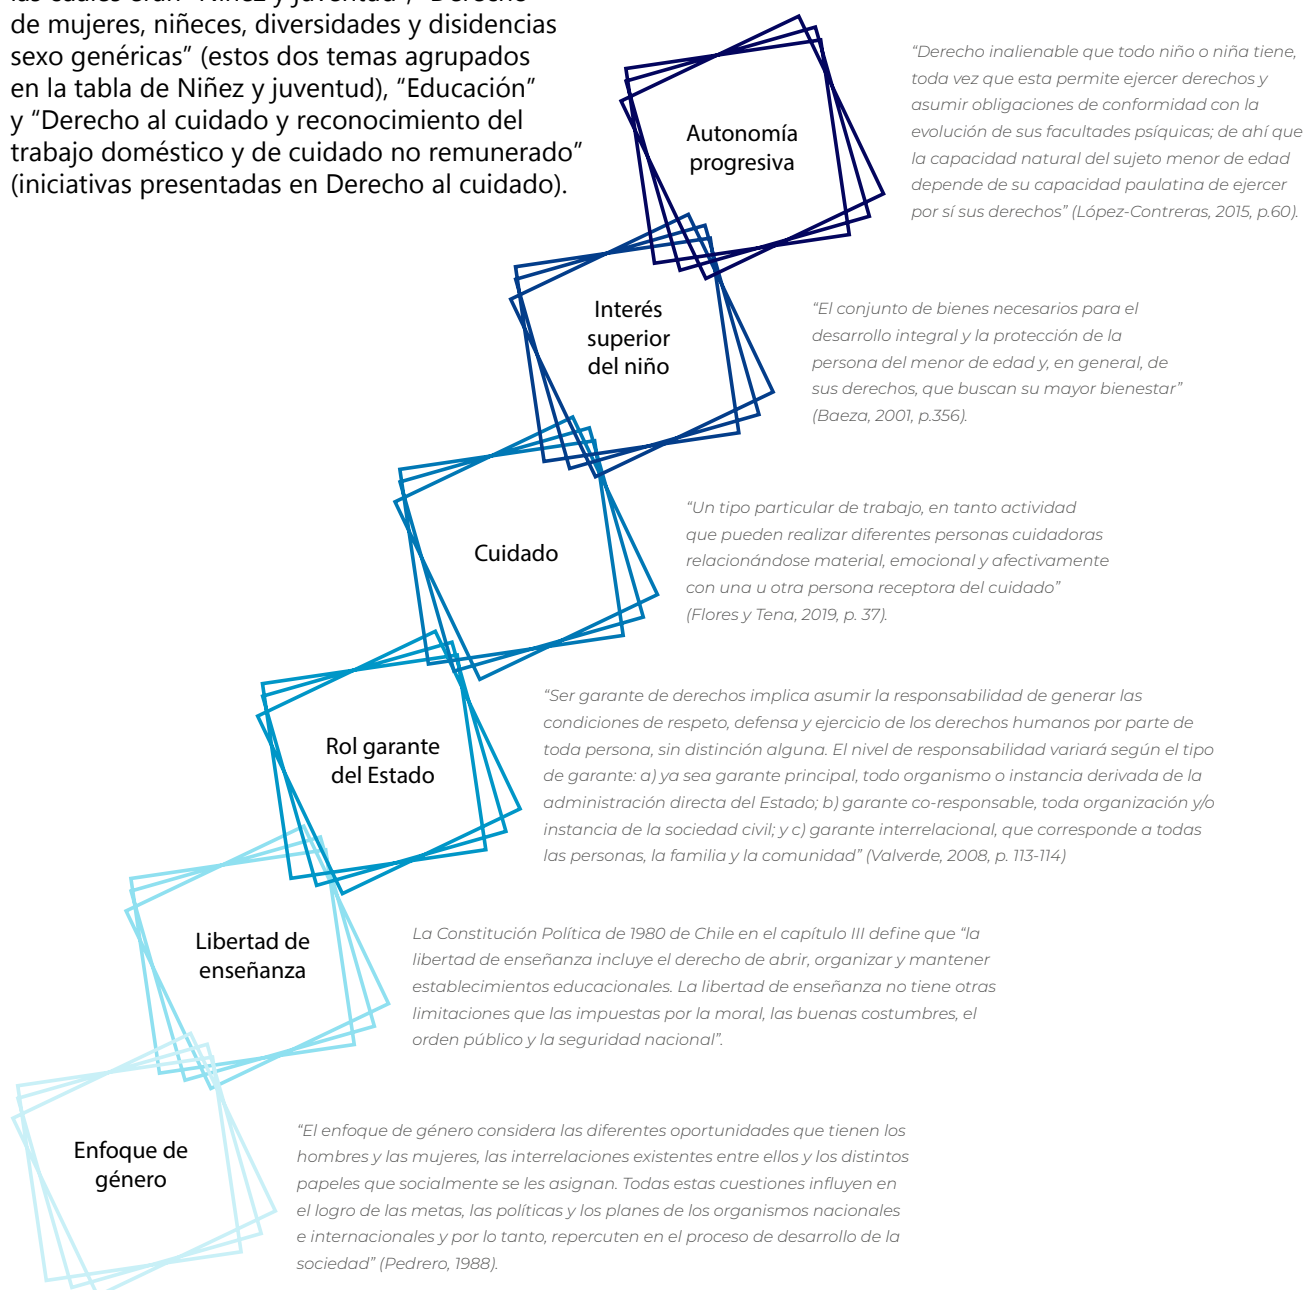 las cuales eran “Niñez y juventud”, “Derecho
de mujeres, niñeces, diversidades y disidencias
sexo genéricas” (estos dos temas agrupados
en la tabla de Niñez y juventud), “Educación”
y “Derecho al cuidado y reconocimiento del
trabajo doméstico y de cuidado no remunerado”
(iniciativas presentadas en Derecho al cuidado).
Autonomía
progresiva
“Derecho inalienable que todo niño o niña tiene,
toda vez que esta permite ejercer derechos y
asumir obligaciones de conformidad con la
evolución de sus facultades psíquicas; de ahí que
la capacidad natural del sujeto menor de edad
depende de su capacidad paulatina de ejercer
por sí sus derechos” (López-Contreras, 2015, p.60).
Interés
superior
del niño
“El conjunto de bienes necesarios para el
desarrollo integral y la protección de la
persona del menor de edad y, en general, de
sus derechos, que buscan su mayor bienestar”
(Baeza, 2001, p.356).
Cuidado
“Un tipo particular de trabajo, en tanto actividad
que pueden realizar diferentes personas cuidadoras
relacionándose material, emocional y afectivamente
con una u otra persona receptora del cuidado”
(Flores y Tena, 2019, p. 37).
Rol garante
del Estado
“Ser garante de derechos implica asumir la responsabilidad de generar las
condiciones de respeto, defensa y ejercicio de los derechos humanos por parte de
toda persona, sin distinción alguna. El nivel de responsabilidad variará según el tipo
de garante: a) ya sea garante principal, todo organismo o instancia derivada de la
administración directa del Estado; b) garante co-responsable, toda organización y/o
instancia de la sociedad civil; y c) garante interrelacional, que corresponde a todas
las personas, la familia y la comunidad” (Valverde, 2008, p. 113-114)
Libertad de
enseñanza
La Constitución Política de 1980 de Chile en el capítulo III define que “la
libertad de enseñanza incluye el derecho de abrir, organizar y mantener
establecimientos educacionales. La libertad de enseñanza no tiene otras
limitaciones que las impuestas por la moral, las buenas costumbres, el
orden público y la seguridad nacional”.
Enfoque de
género
“El enfoque de género considera las diferentes oportunidades que tienen los
hombres y las mujeres, las interrelaciones existentes entre ellos y los distintos
papeles que socialmente se les asignan. Todas estas cuestiones influyen en
el logro de las metas, las políticas y los planes de los organismos nacionales
e internacionales y por lo tanto, repercuten en el proceso de desarrollo de la
sociedad” (Pedrero, 1988).